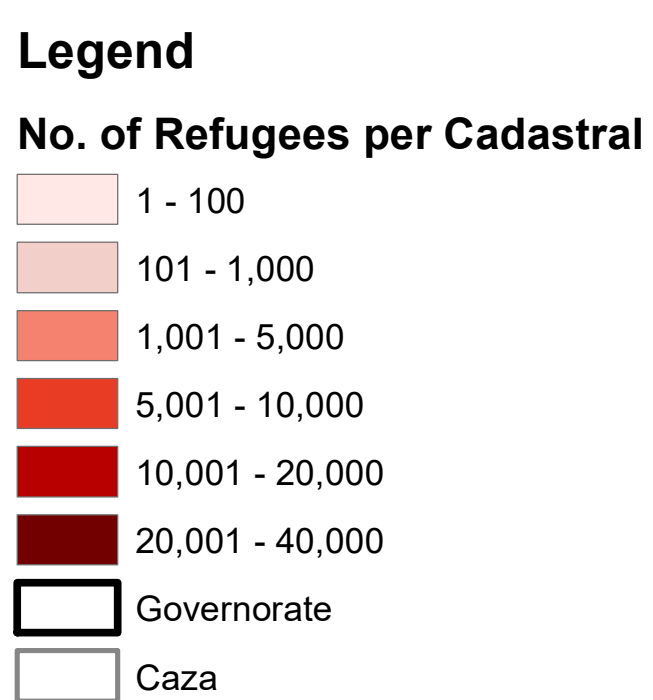 Legend
No. of Refugees per Cadastral
1 - 100
101 - 1,000
1,001 - 5,000
5,001 - 10,000
10,001 - 20,000
20,001 - 40,000
Governorate
Caza